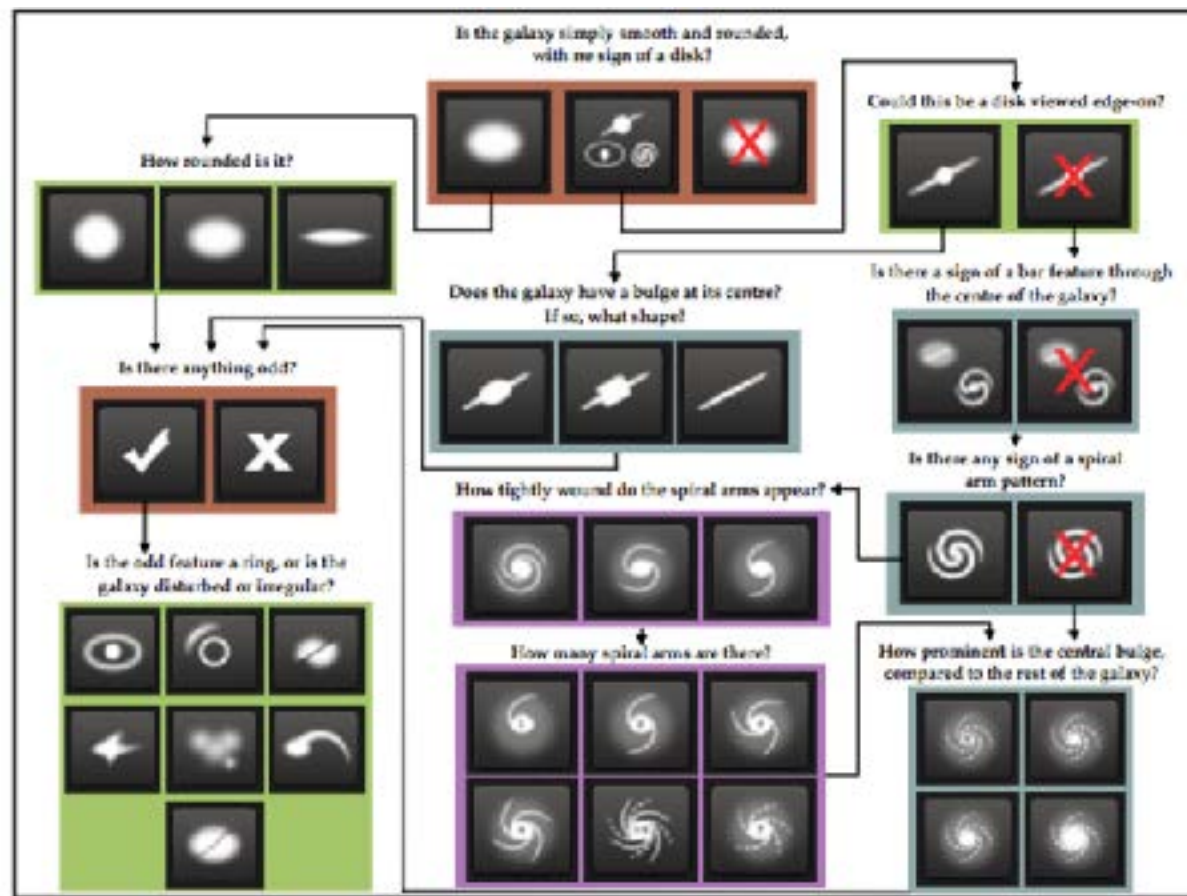 Is the galaxy simply smooth and rounded,
with no sign of a disk?
Could this be a disk viewed edge-on?
How rounded is it?
Does the galaxy have a bulge at its centre?
If so, what shape?
Is there a sign of a bar feature through
the centre of the galaxy?
Is there anything odd?
Is there any sign of a spiral
arm pattern?
How tightly wound do the spiral arms appear?
Is the odd feature a ring, or is the
galaxy disturbed or irregular?
How many spiral arms are there?
How prominent is the central bulge,
compared to the rest of the galaxy?